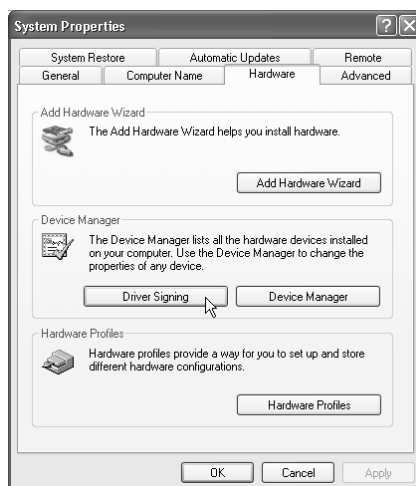 System Properties
System Restore Automatic Updates Remote
General Computer Name Hardware Advanced
Add Hardware Wizard
The Add Hardware Wizard helps you install hardware.
Add Hardware Wizard
Device Manager
The Device Manager lists all the hardware devices installed
on your computer. Use the Device Manager to change the
properties of any device.
Driver Signing Device Manager
Hardware Profiles
Hardware profiles provide a way for you to set up and store
different hardware configurations.
Hardware Profiles
OK Cancel Apply